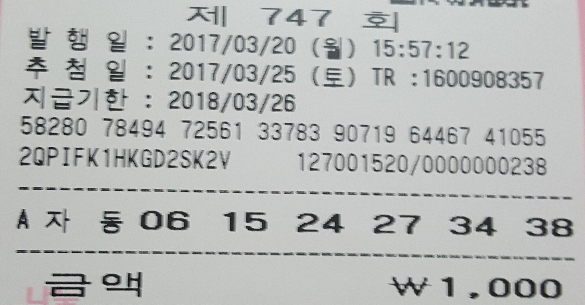 제 747 회
발 행 일 : 2017/03/20 (월) 15:57:12
추 첨 일 : 2017/03/25 (토) TR :1600908357
지급기한 : 2018/03/26
58280 78494 72561 33783 90719 64467 41055
2QPIFK1HKGD2SK2V 127001520/0000000238
A 자 동 06 15 24 27 34 38
금액 ₩1,000